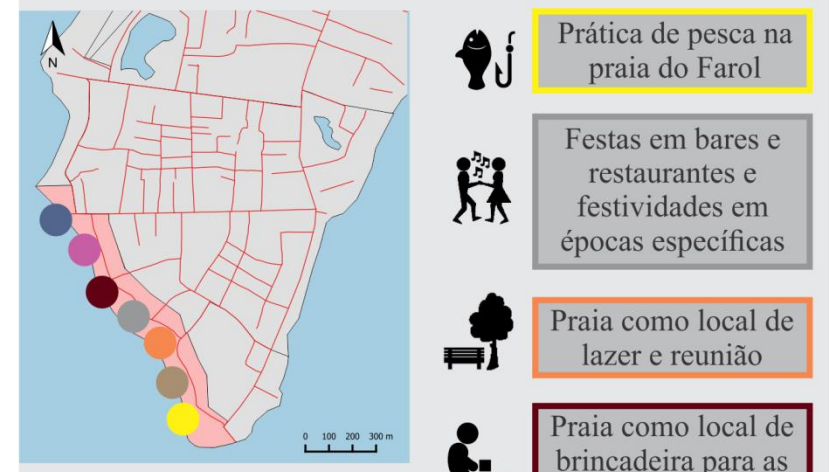 N
Prática de pesca na
praia do Farol
Festas em bares e
restaurantes e
festividades em
épocas específicas
Praia como local de
lazer e reunião
Praia como local de
brincadeira para as
0 100 200 300 m